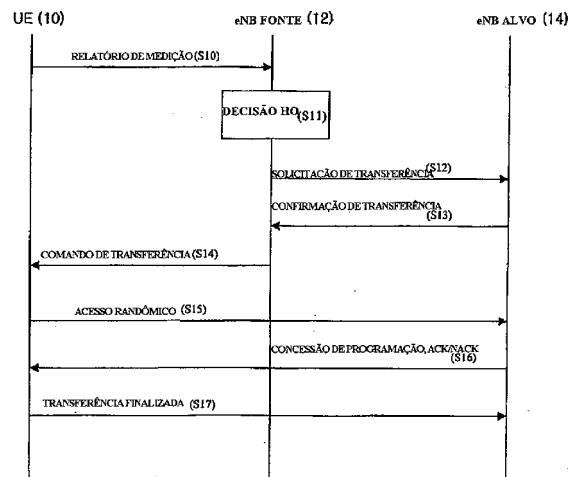 UE (10) eNB FONTE (12) eNB ALVO (14)
RELATÓRIO DE MEDIÇÃO (S10)
DECISÃO HO (S11)
SOLICITAÇÃO DE TRANSFERÊNCIA (S12)
CONFIRMAÇÃO DE TRANSFERÊNCIA (S13)
COMANDO DE TRANSFERÊNCIA (S14)
ACESSO RANDÔMICO (S15)
CONCESSÃO DE PROGRAMAÇÃO, ACK/NACK (S16)
TRANSFERÊNCIA FINALIZADA (S17)